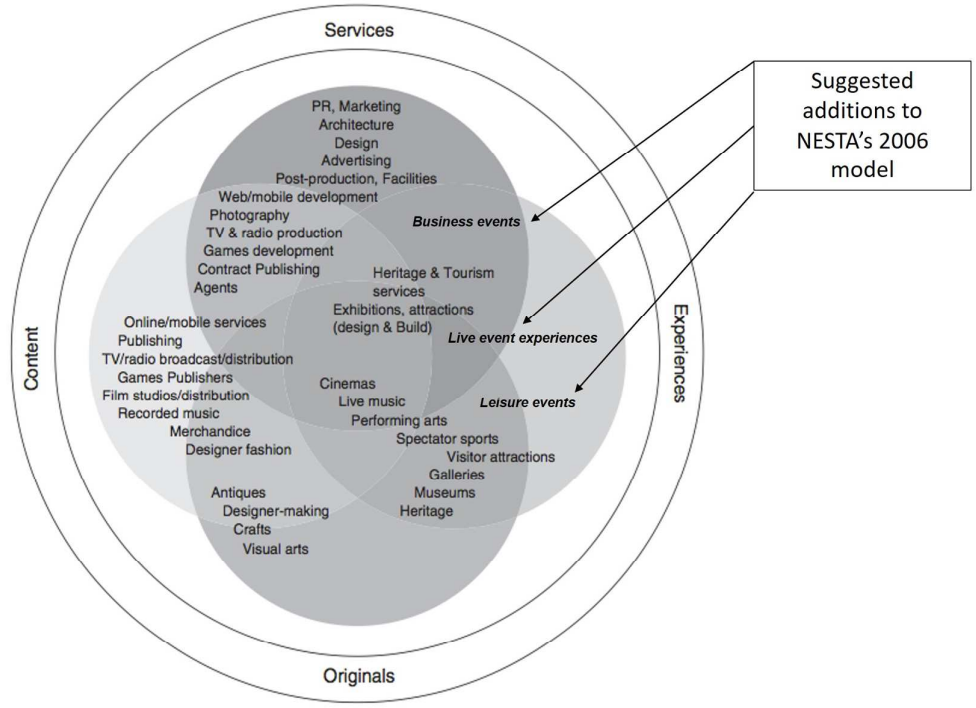 Services
Suggested
additions to
NESTA's 2006
model
PR, Marketing
Architecture
Design
Advertising
Post-production, Facilities
Web/mobile development
Photography
TV & radio production
Games development
Contract Publishing
Agents
Business events
Heritage & Tourism
services
Exhibitions, attractions
(design & Build)
Live event experiences
Leisure events
Content
Experiences
Online/mobile services
Publishing
TV/radio broadcast/distribution
Games Publishers
Film studios/distribution
Recorded music
Merchandice
Designer fashion
Cinemas
Live music
Performing arts
Spectator sports
Visitor attractions
Galleries
Museums
Heritage
Antiques
Designer-making
Crafts
Visual arts
Originals